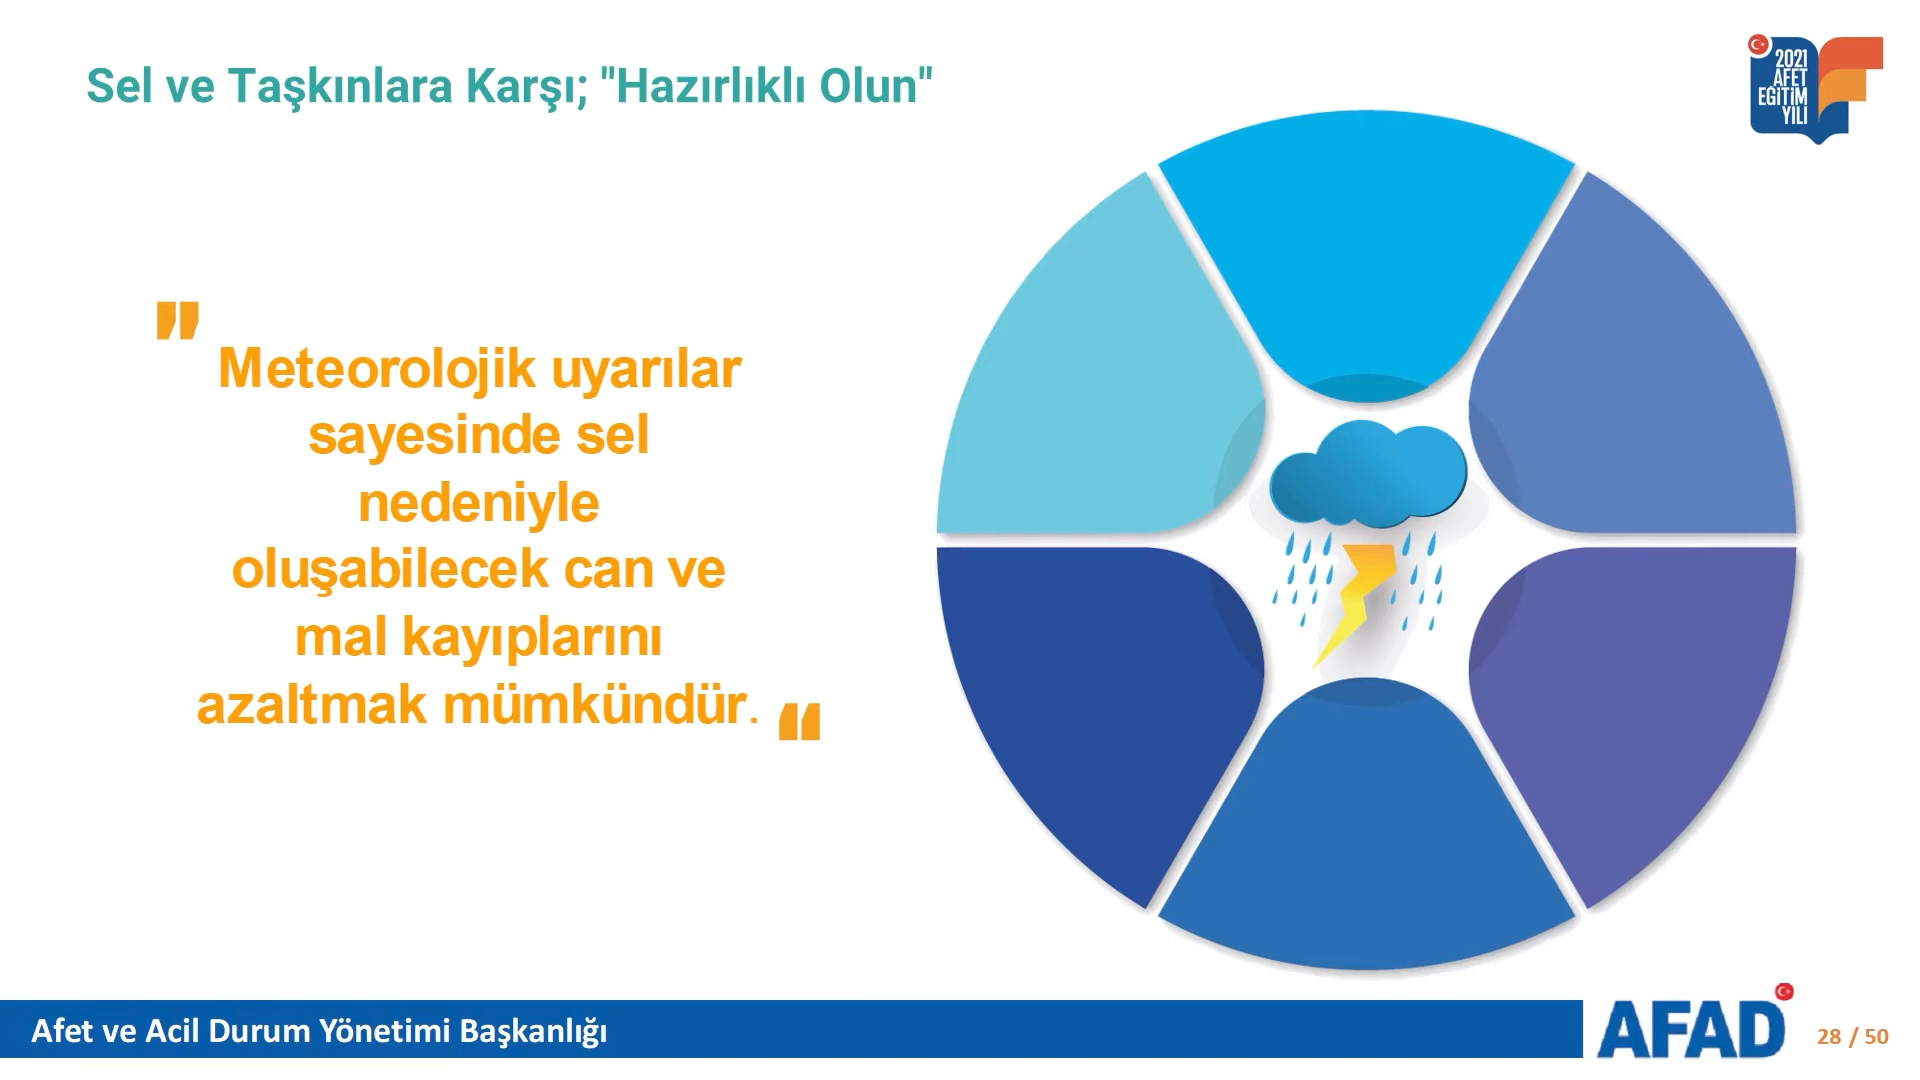 Sel ve Taşkınlara Karşı; "Hazırlıklı Olun"
2021
AFET
EĞİTİM
YILI
"
Meteorolojik uyarılar
sayesinde sel
nedeniyle
oluşabilecek can ve
mal kayıplarını
azaltmak mümkündür.
"
Afet ve Acil Durum Yönetimi Başkanlığı
AFAD
28 / 50